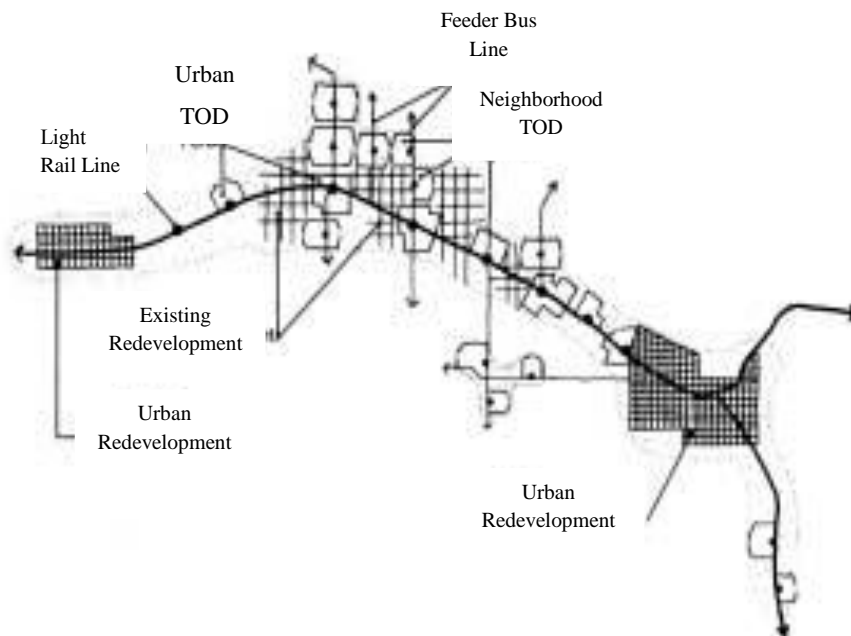 Feeder Bus
Line
Urban
TOD
Neighborhood
TOD
Light
Rail Line
Existing
Redevelopment
Urban
Redevelopment
Urban
Redevelopment